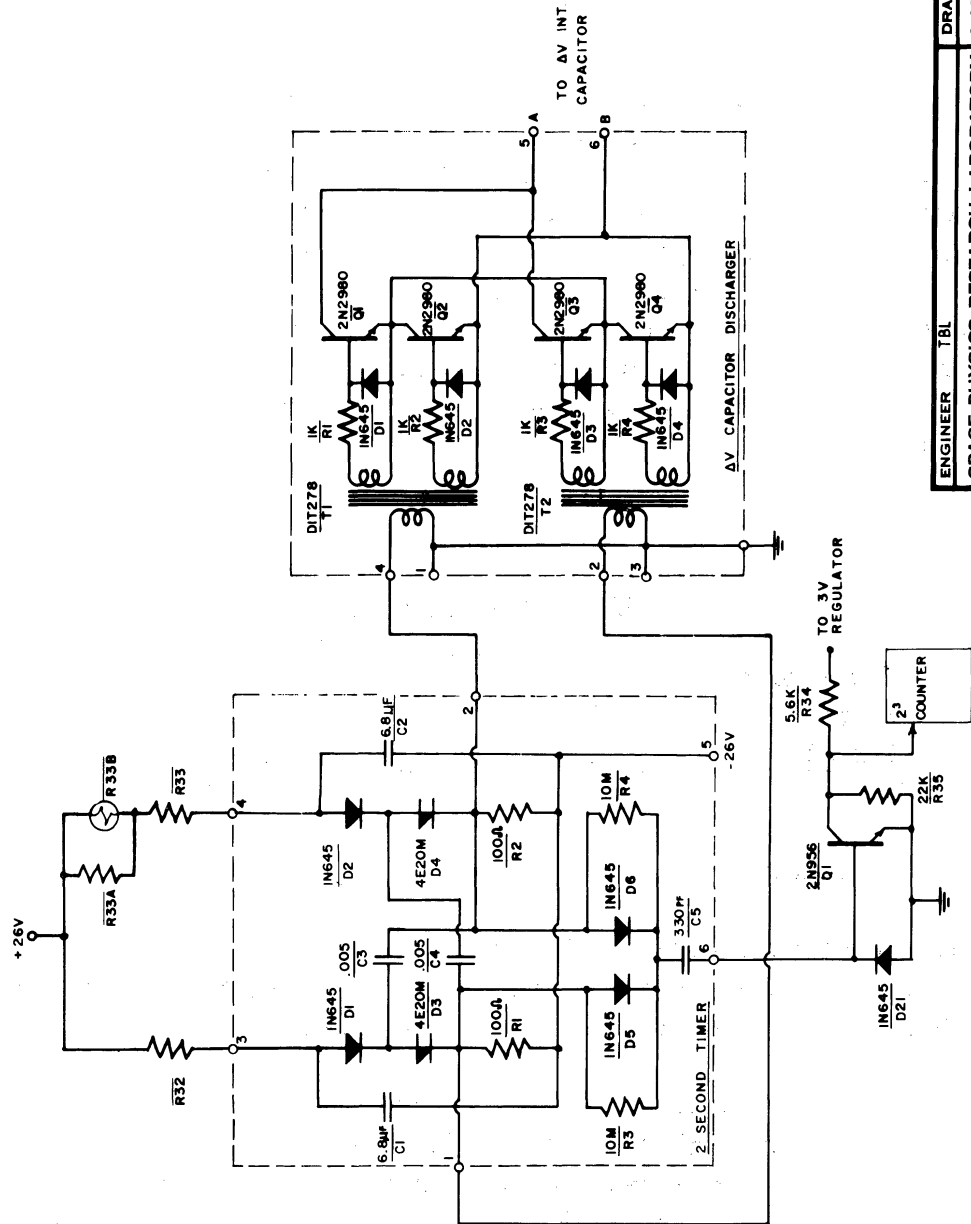 +26V
R33B
R33A
R33
R32
3
4
1N645
D1
1N645
D2
6.8µF
C1
6.8µF
C2
.005
C3
.005
C4
4E20M
D3
4E20M
D4
100Ω
R1
100Ω
R2
1
2
10M
R3
10M
R4
1N645
D5
1N645
D6
330PF
C5
6
5
-26V
2 SECOND TIMER
DIT278
T1
1K
R1
1N645
D1
2N2980
Q1
1K
R2
1N645
D2
2N2980
Q2
4
1
DIT278
T2
1K
R3
1N645
D3
2N2980
Q3
1K
R4
1N645
D4
2N2980
Q4
2
3
5
A
6
B
TO ΔV INT.
CAPACITOR
ΔV CAPACITOR DISCHARGER
TO 3V
REGULATOR
5.6K
R34
2³
COUNTER
22K
R35
2N956
Q1
1N645
D21
ENGINEER TBL
DRA